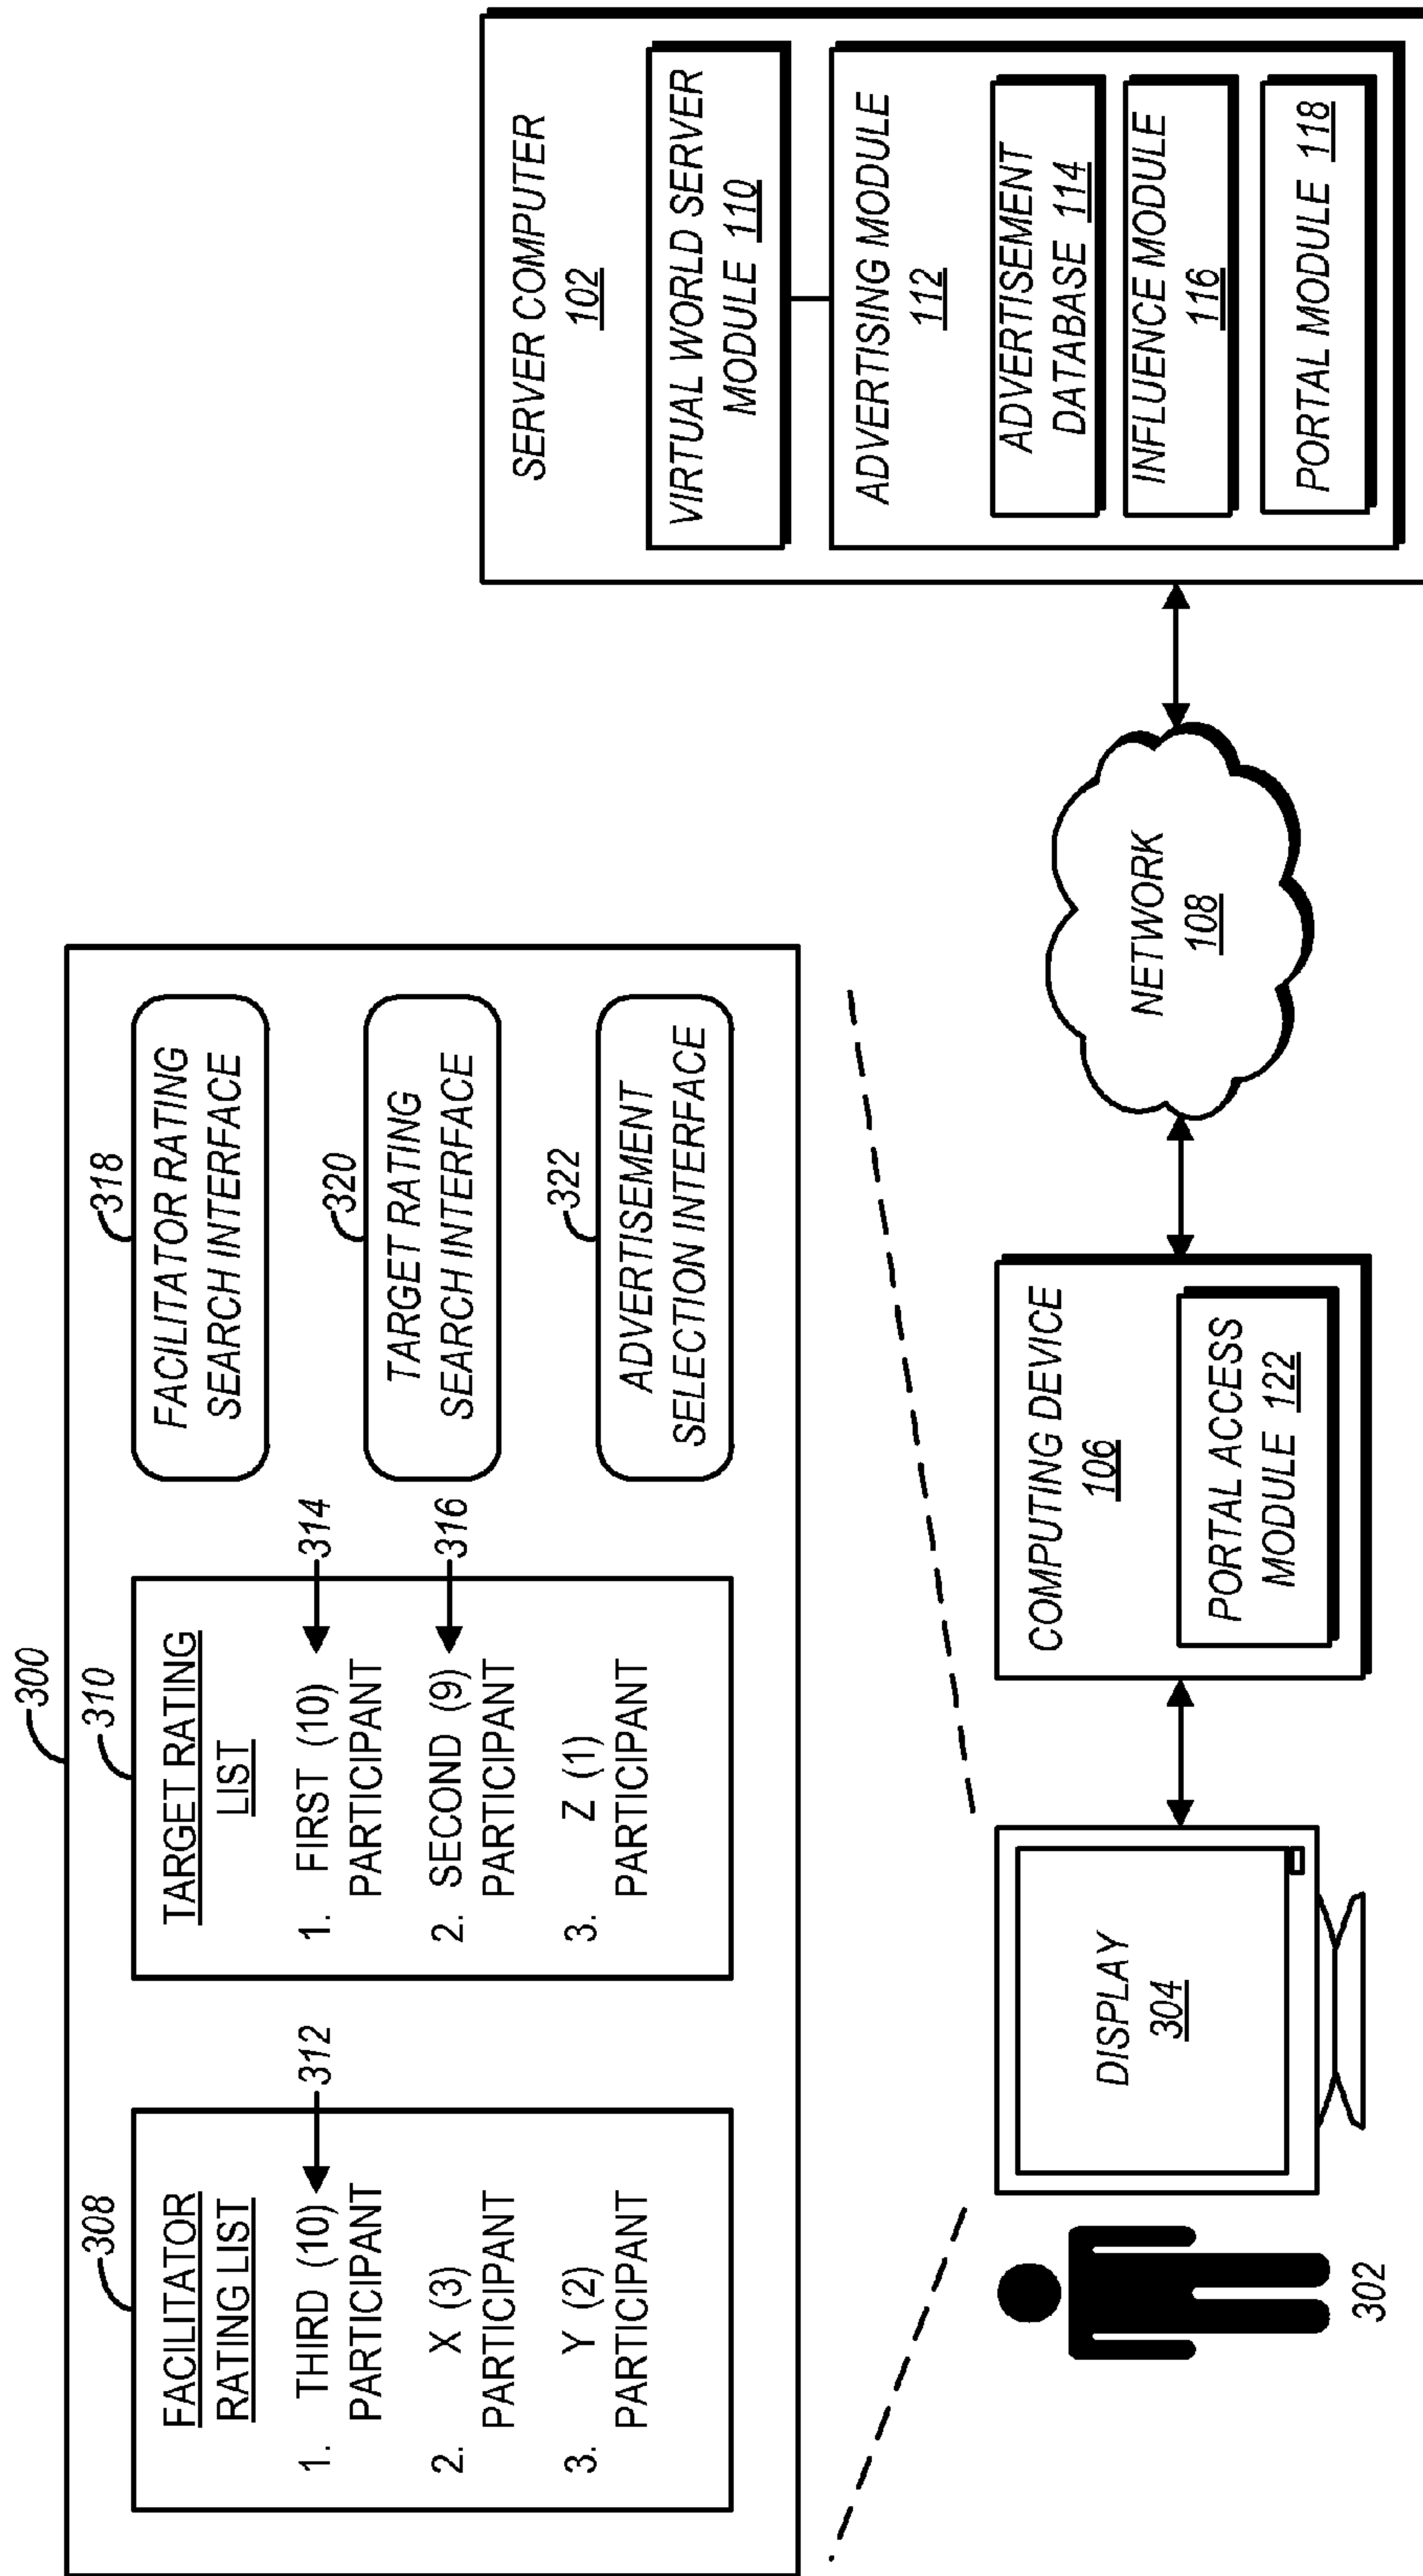 300
308
FACILITATOR
RATING LIST
1. THIRD (10)
PARTICIPANT
312
2. X (3)
PARTICIPANT
3. Y (2)
PARTICIPANT
310
TARGET RATING
LIST
1. FIRST (10)
PARTICIPANT
314
2. SECOND (9)
PARTICIPANT
316
3. Z (1)
PARTICIPANT
318
FACILITATOR RATING
SEARCH INTERFACE
320
TARGET RATING
SEARCH INTERFACE
322
ADVERTISEMENT
SELECTION INTERFACE
302
DISPLAY
304
COMPUTING DEVICE
106
PORTAL ACCESS
MODULE 122
NETWORK
108
SERVER COMPUTER
102
VIRTUAL WORLD SERVER
MODULE 110
ADVERTISING MODULE
112
ADVERTISEMENT
DATABASE 114
INFLUENCE MODULE
116
PORTAL MODULE 118